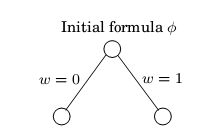 Initial formula ϕ
w = 0
w = 1